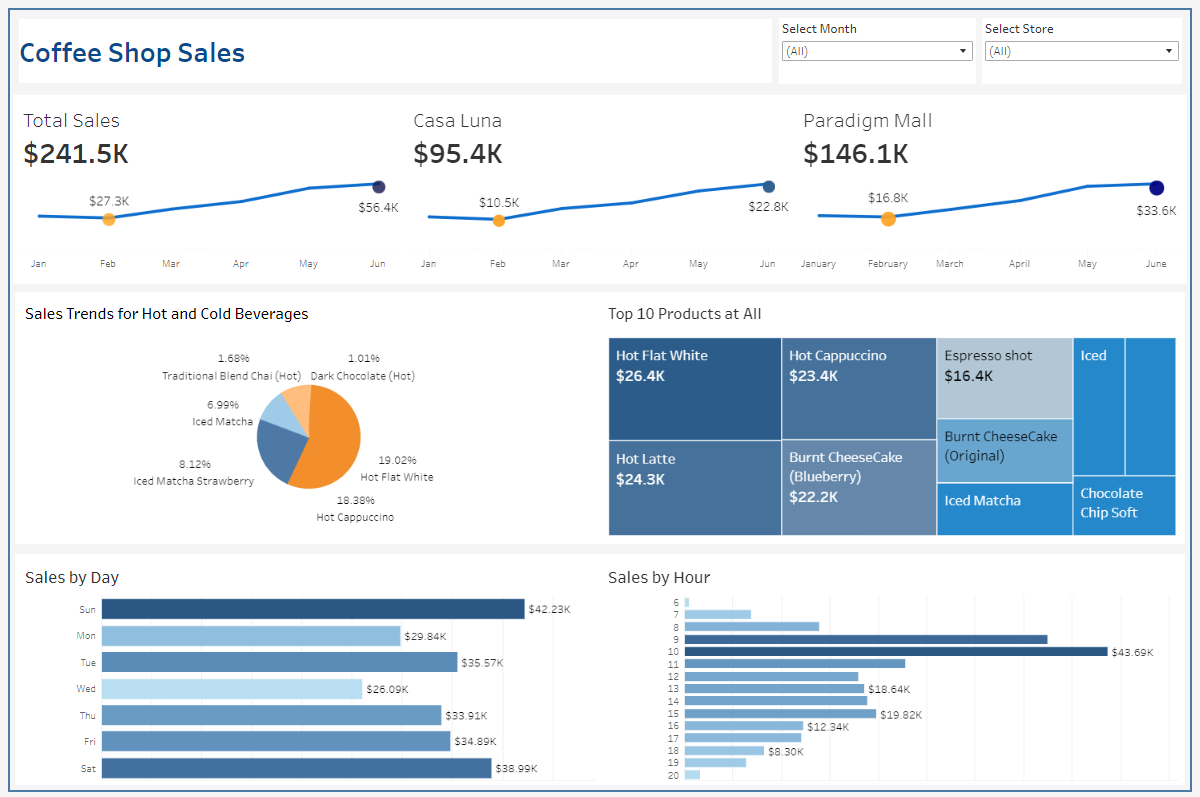 Coffee Shop Sales
Select Month
(All)
Select Store
(All)
Total Sales
$241.5K
$27.3K
$56.4K
Jan Feb Mar Apr May Jun
Casa Luna
$95.4K
$10.5K
$22.8K
Jan Feb Mar Apr May Jun
Paradigm Mall
$146.1K
$16.8K
$33.6K
January February March April May June
Sales Trends for Hot and Cold Beverages
1.68%
Traditional Blend Chai (Hot)
1.01%
Dark Chocolate (Hot)
6.99%
Iced Matcha
8.12%
Iced Matcha Strawberry
19.02%
Hot Flat White
18.38%
Hot Cappuccino
Top 10 Products at All
Hot Flat White
$26.4K
Hot Latte
$24.3K
Hot Cappuccino
$23.4K
Burnt CheeseCake
(Blueberry)
$22.2K
Espresso shot
$16.4K
Burnt CheeseCake
(Original)
Iced Matcha
Iced
Chocolate
Chip Soft
Sales by Day
Sun $42.23K
Mon $29.84K
Tue $35.57K
Wed $26.09K
Thu $33.91K
Fri $34.89K
Sat $38.99K
Sales by Hour
6
7
8
9
10 $43.69K
11
12
13 $18.64K
14
15 $19.82K
16 $12.34K
17
18 $8.30K
19
20